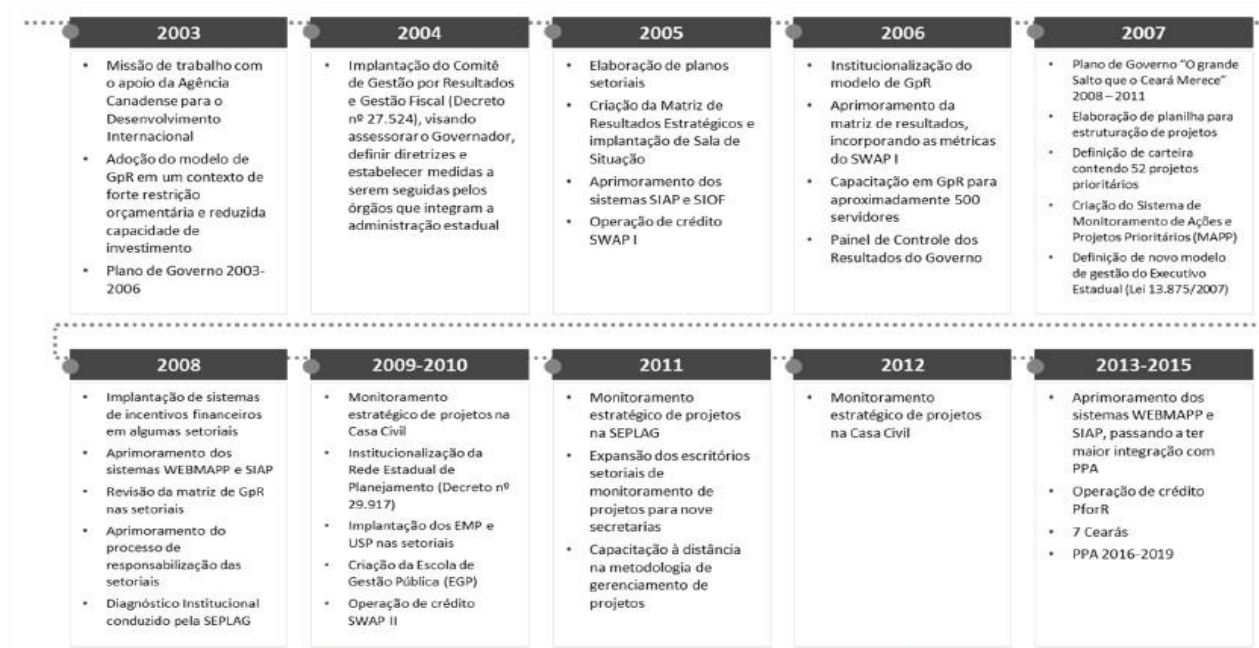 2003
• Missão de trabalho com
o apoio da Agência
Canadense para o
Desenvolvimento
Internacional
• Adoção do modelo de
GpR em um contexto de
forte restrição
orçamentária e reduzida
capacidade de
investimento
• Plano de Governo 2003-
2006
2004
• Implantação do Comitê
de Gestão por Resultados
e Gestão Fiscal (Decreto
nº 27.524), visando
assessorar o Governador,
definir diretrizes e
estabelecer medidas a
serem seguidas pelos
órgãos que integram a
administração estadual
2005
• Elaboração de planos
setoriais
• Criação da Matriz de
Resultados Estratégicos e
implantação de Sala de
Situação
• Aprimoramento dos
sistemas SIAP e SIOF
• Operação de crédito
SWAP I
2006
• Institucionalização do
modelo de GpR
• Aprimoramento da
matriz de resultados,
incorporando as métricas
do SWAP I
• Capacitação em GpR para
aproximadamente 500
servidores
• Painel de Controle dos
Resultados do Governo
2007
• Plano de Governo "O grande
Salto que o Ceará Merece"
2008 – 2011
• Elaboração de planilha para
estruturação de projetos
• Definição de carteira
contendo 52 projetos
prioritários
• Criação do Sistema de
Monitoramento de Ações e
Projetos Prioritários (MAPP)
• Definição de novo modelo
de gestão do Executivo
Estadual (Lei 13.875/2007)
2008
• Implantação de sistemas
de incentivos financeiros
em algumas setoriais
• Aprimoramento dos
sistemas WEBMAPP e SIAP
• Revisão da matriz de GpR
nas setoriais
• Aprimoramento do
processo de
responsabilização das
setoriais
• Diagnóstico Institucional
conduzido pela SEPLAG
2009-2010
• Monitoramento
estratégico de projetos na
Casa Civil
• Institucionalização da
Rede Estadual de
Planejamento (Decreto nº
29.917)
• Implantação dos EMP e
USP nas setoriais
• Criação da Escola de
Gestão Pública (EGP)
• Operação de crédito
SWAP II
2011
• Monitoramento
estratégico de projetos
na SEPLAG
• Expansão dos escritórios
setoriais de
monitoramento de
projetos para nove
secretarias
• Capacitação à distância
na metodologia de
gerenciamento de
projetos
2012
• Monitoramento
estratégico de projetos
na Casa Civil
2013-2015
• Aprimoramento dos
sistemas WEBMAPP e
SIAP, passando a ter
maior integração com
PPA
• Operação de crédito
PforR
• 7 Cearás
• PPA 2016-2019